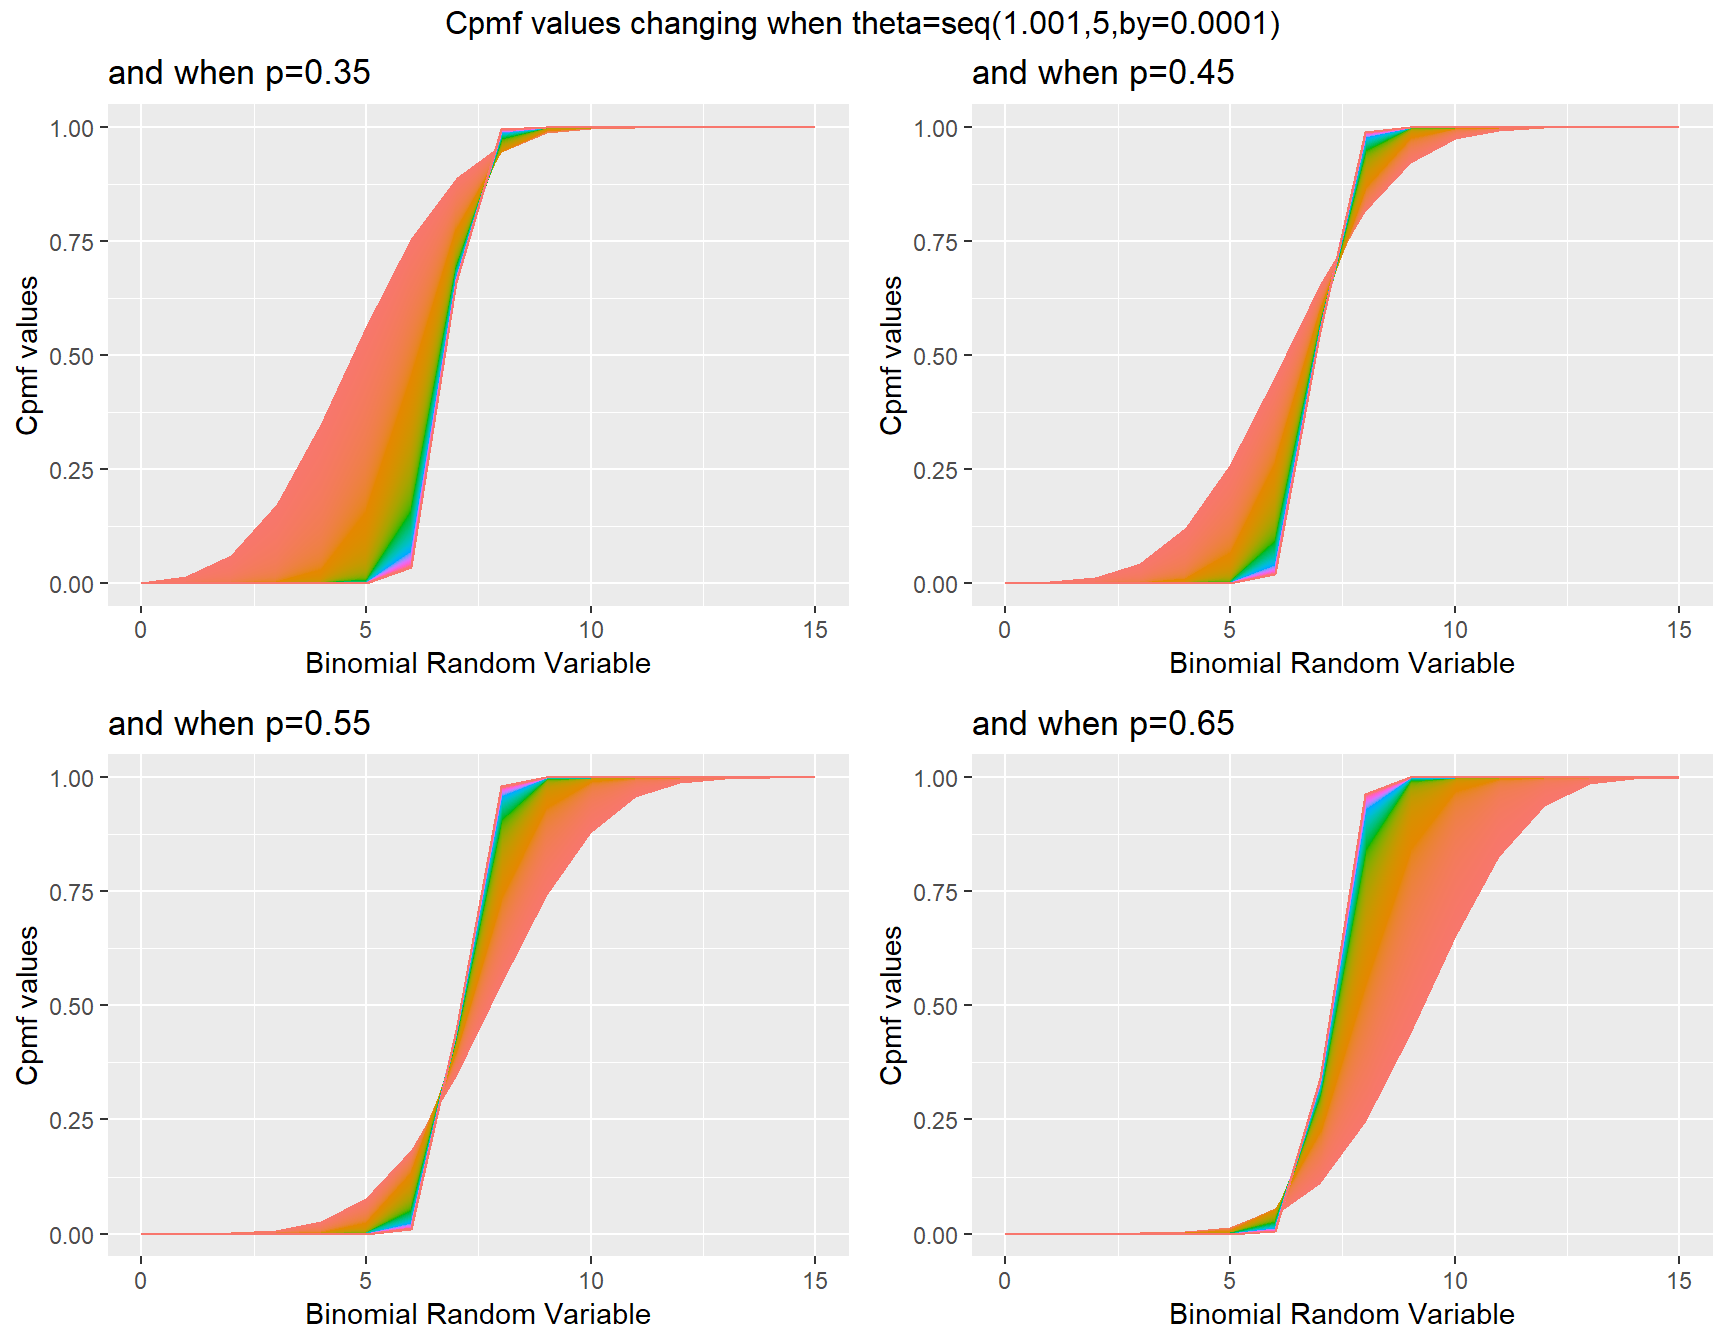 Cpmf values changing when theta=seq(1.001,5,by=0.0001)
and when p=0.35
1.00
0.75
0.50
0.25
0.00
Cpmf values
0 5 10 15
Binomial Random Variable
and when p=0.45
1.00
0.75
0.50
0.25
0.00
Cpmf values
0 5 10 15
Binomial Random Variable
and when p=0.55
1.00
0.75
0.50
0.25
0.00
Cpmf values
0 5 10 15
Binomial Random Variable
and when p=0.65
1.00
0.75
0.50
0.25
0.00
Cpmf values
0 5 10 15
Binomial Random Variable